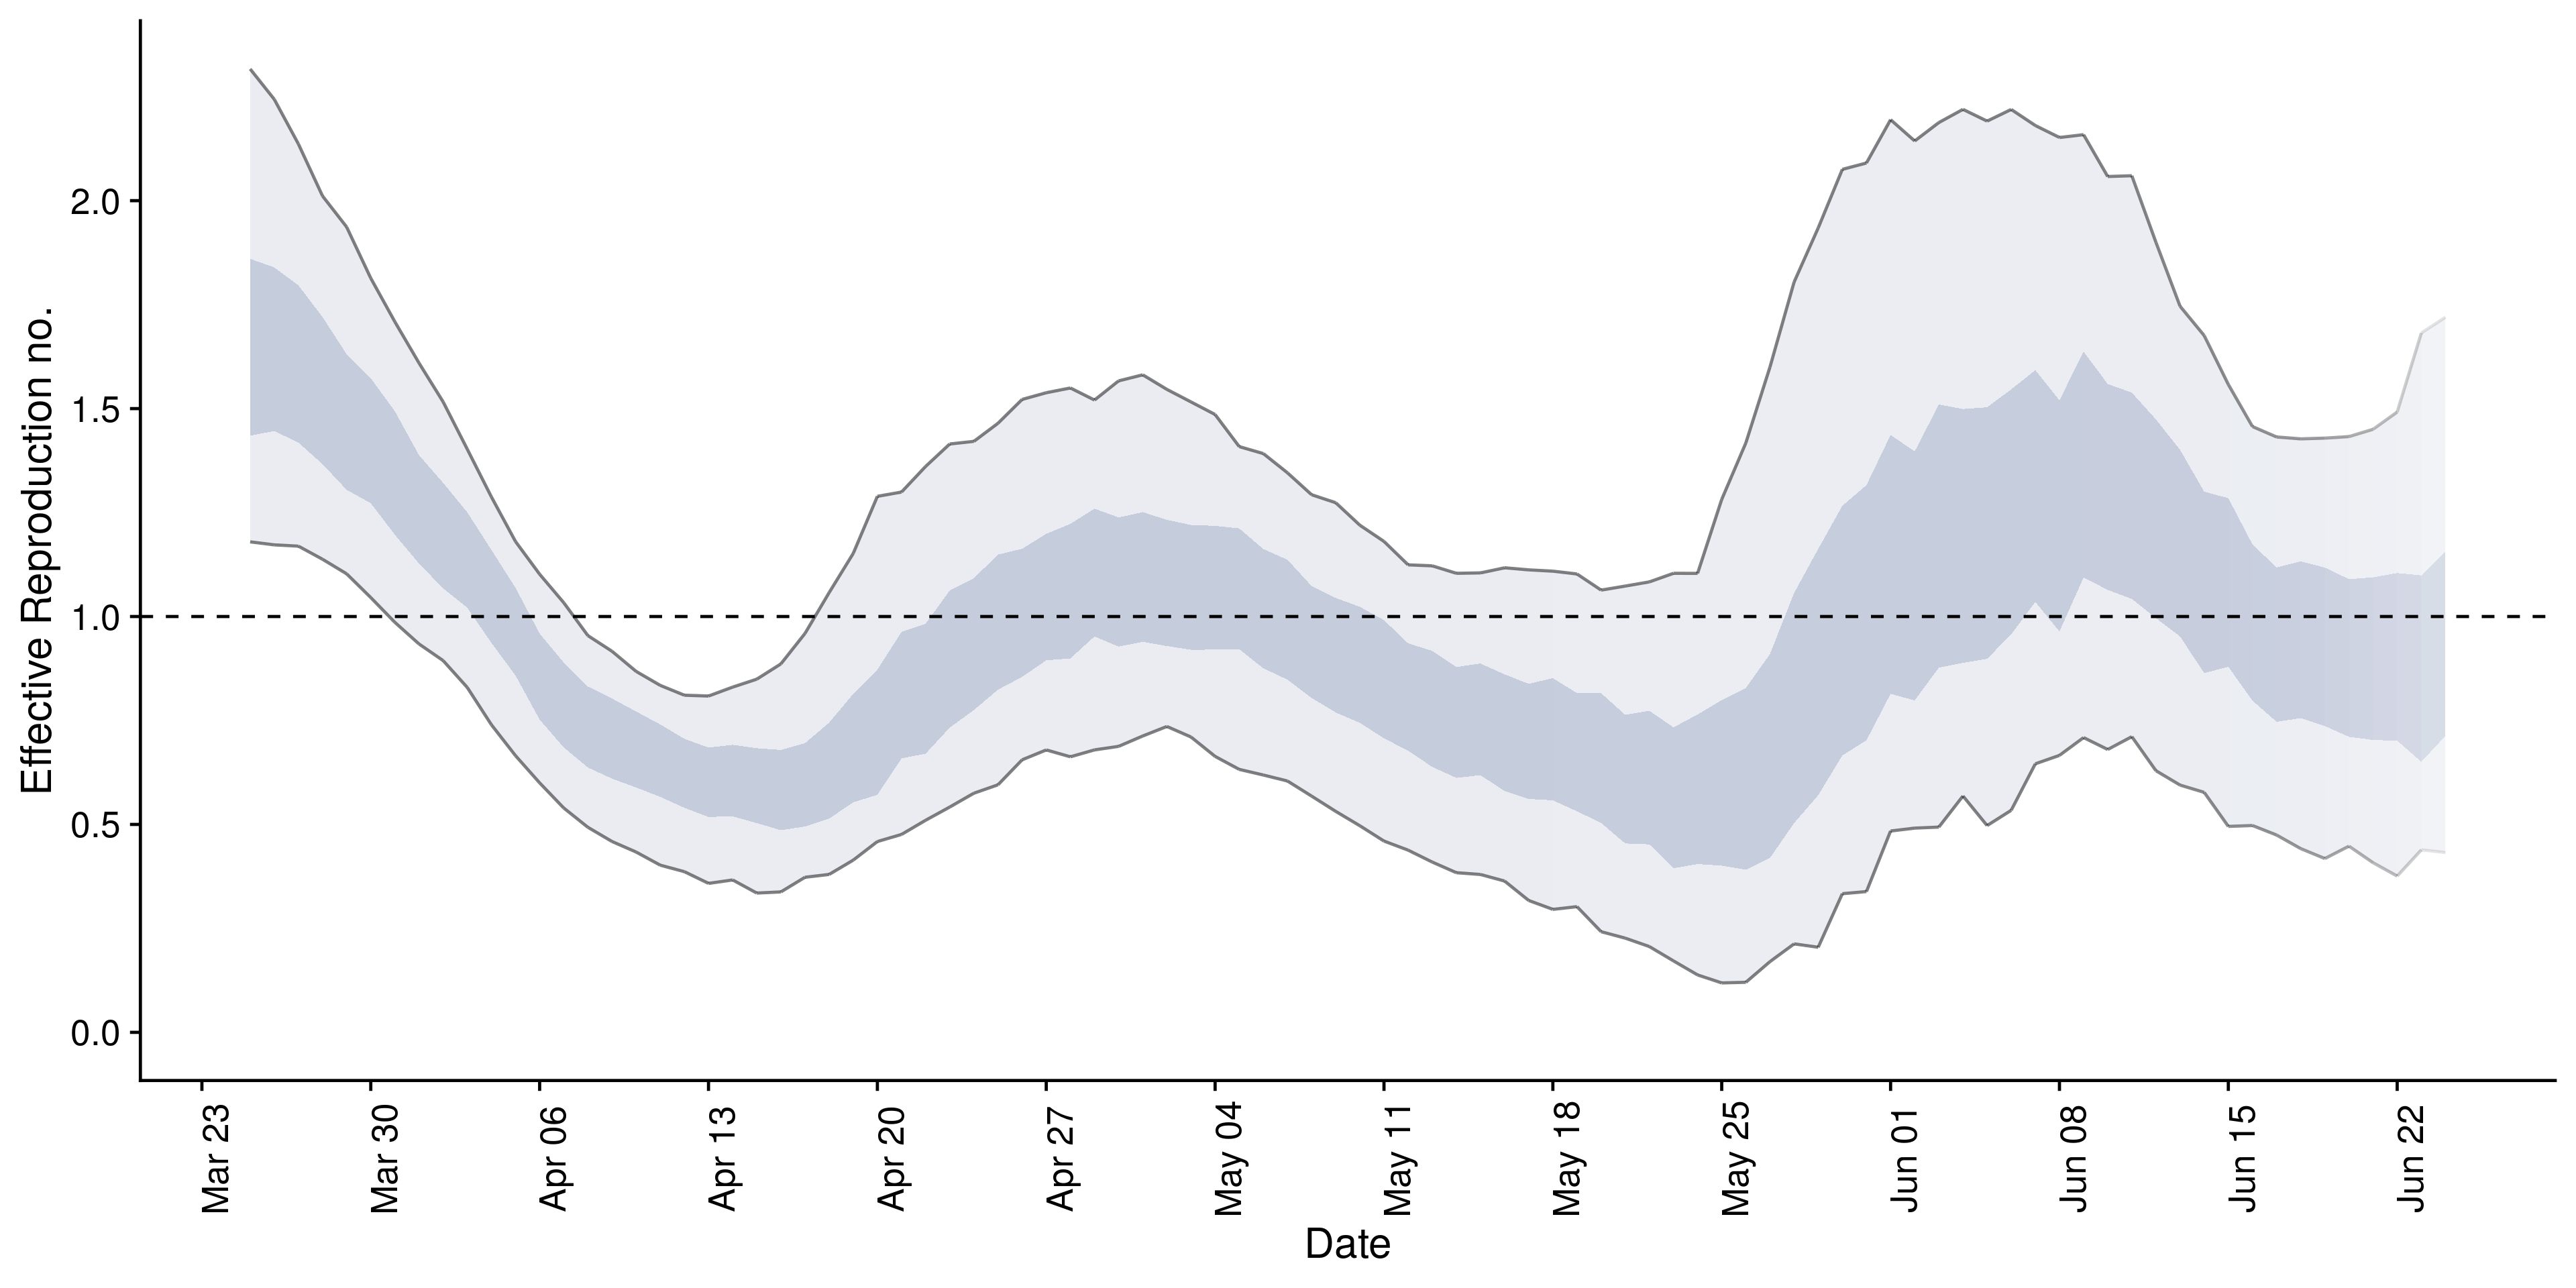 Effective Reproduction no.
2.0
1.5
1.0
0.5
0.0
Mar 23
Mar 30
Apr 06
Apr 13
Apr 20
Apr 27
May 04
May 11
May 18
May 25
Jun 01
Jun 08
Jun 15
Jun 22
Date